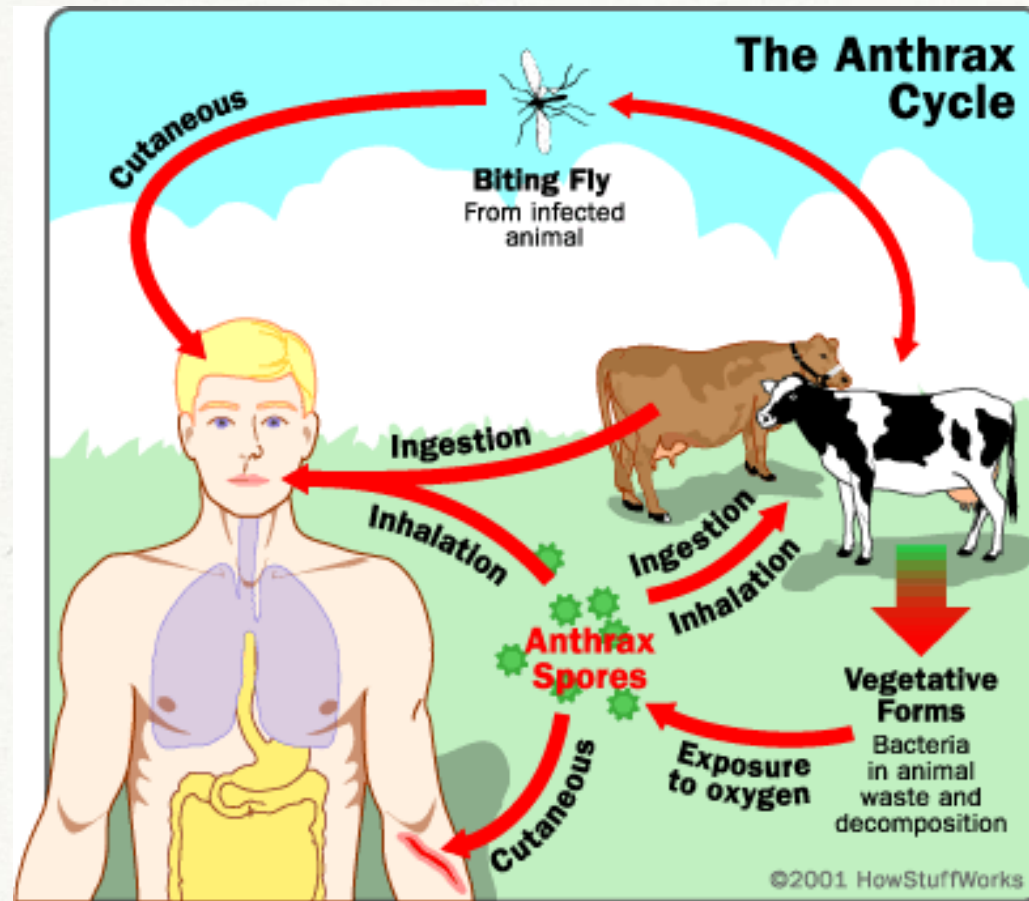 The Anthrax
Cycle
Cutaneous
Biting Fly
From infected
animal
Ingestion
Inhalation
Ingestion
Inhalation
Anthrax
Spores
Vegetative
Forms
Bacteria
in animal
waste and
decomposition
Exposure
to oxygen
Cutaneous
©2001 HowStuffWorks